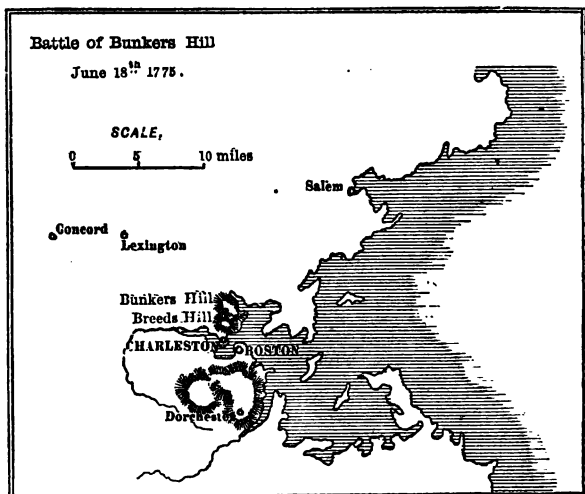 Battle of Bunkers Hill
June 18th 1775.
SCALE,
0 5 10 miles
Salem
Concord
Lexington
Bunkers Hill
Breeds Hill
CHARLESTON
BOSTON
Dorchester